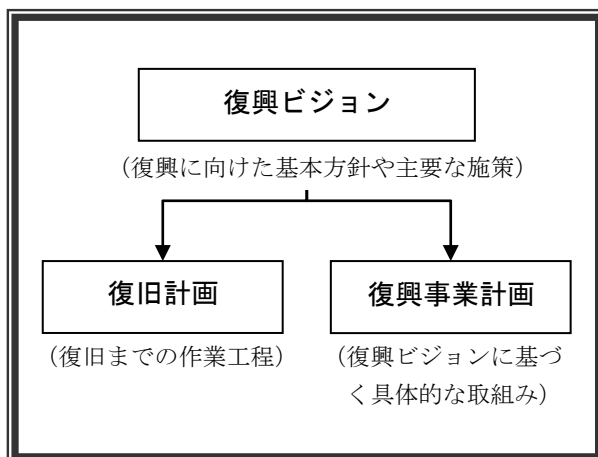 復興ビジョン
(復興に向けた基本方針や主要な施策)
復旧計画
(復旧までの作業工程)
復興事業計画
(復興ビジョンに基づ
く具体的な取組み)